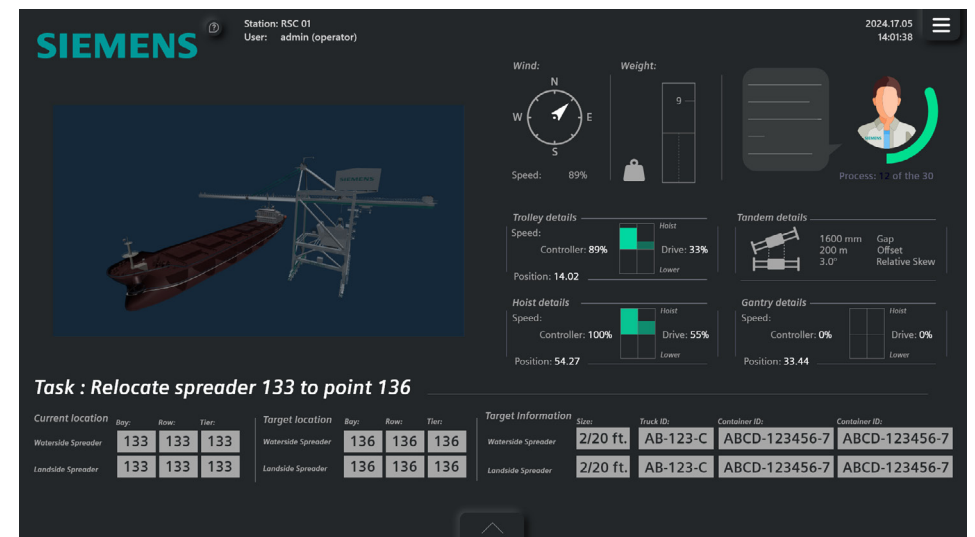 SIEMENS
?
Station: RSC 01
User: admin (operator)
2024.17.05
14:01:38
Wind:
N
W
E
S
Speed: 89%
Weight:
9
SIEMENS
SIEMENS
Process: 12 of the 30
Trolley details
Speed:
Controller: 89%
Position: 14.02
Hoist
Drive: 33%
Lower
Tandem details
1600 mm Gap
200 m Offset
3.0° Relative Skew
Hoist details
Speed:
Controller: 100%
Position: 54.27
Hoist
Drive: 55%
Lower
Gantry details
Speed:
Controller: 0%
Position: 33.44
Hoist
Drive: 0%
Lower
Task : Relocate spreader 133 to point 136
Current location Bay: Row: Tier:
Waterside Spreader 133 133 133
Landside Spreader 133 133 133
Target location Bay: Row: Tier:
Waterside Spreader 136 136 136
Landside Spreader 136 136 136
Target Information Size: Truck ID: Container ID: Container ID:
Waterside Spreader 2/20 ft. AB-123-C ABCD-123456-7 ABCD-123456-7
Landside Spreader 2/20 ft. AB-123-C ABCD-123456-7 ABCD-123456-7